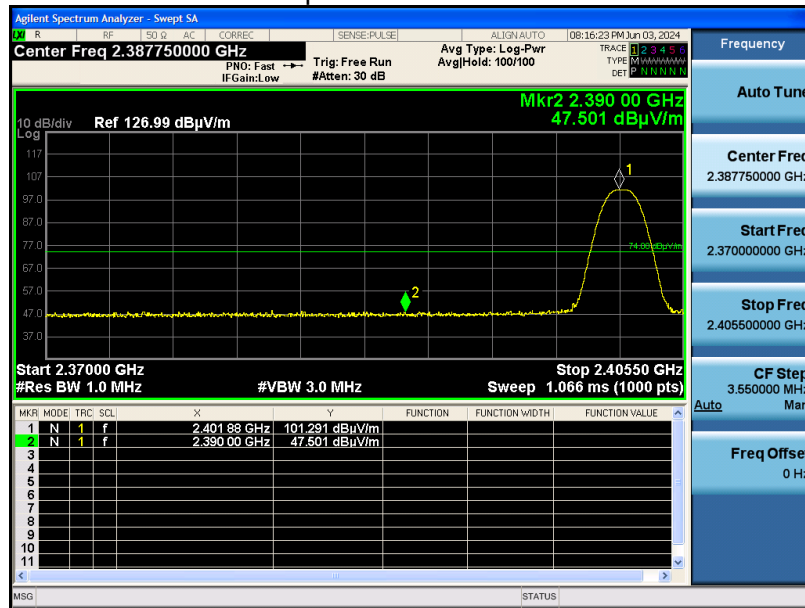 Agilent Spectrum Analyzer - Swept SA
LXI R RF 50 Ω AC CORREC SENSE:PULSE ALIGN AUTO 08:16:23 PM Jun 03, 2024
Center Freq 2.387750000 GHz
PNO: Fast
IFGain:Low
Trig: Free Run
#Atten: 30 dB
Avg Type: Log-Pwr
Avg|Hold: 100/100
TRACE 1 2 3 4 5 6
TYPE M
DET P N N N N N
Mkr2 2.390 00 GHz
47.501 dBµV/m
10 dB/div
Log
Ref 126.99 dBµV/m
117
107
97.0
87.0
77.0
67.0
57.0
47.0
37.0
1
74.00 dBµV/m
2
Start 2.37000 GHz
Stop 2.40550 GHz
#Res BW 1.0 MHz
#VBW 3.0 MHz
Sweep 1.066 ms (1000 pts)
MKR MODE TRC SCL X Y FUNCTION FUNCTION WIDTH FUNCTION VALUE
1 N 1 f 2.401 88 GHz 101.291 dBµV/m
2 N 1 f 2.390 00 GHz 47.501 dBµV/m
3
4
5
6
7
8
9
10
11
MSG
STATUS
Frequency
Auto Tune
Center Freq
2.387750000 GHz
Start Freq
2.370000000 GHz
Stop Freq
2.405500000 GHz
CF Step
3.550000 MHz
Auto Man
Freq Offset
0 Hz